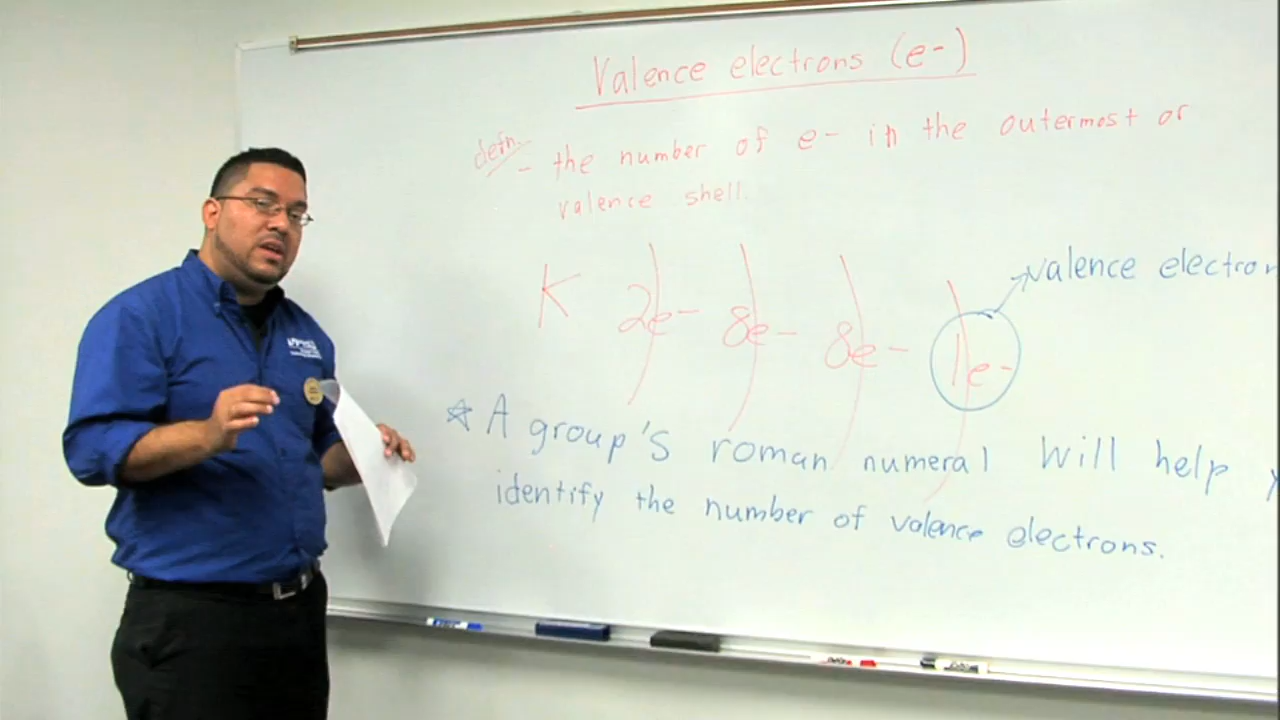 Valence electrons (e-)
defn. - the number of e- in the outermost or
valence shell.
valence electron
K 2e- 8e- 8e- 1e-
☆ A group's roman numeral will help y
identify the number of valence electrons.